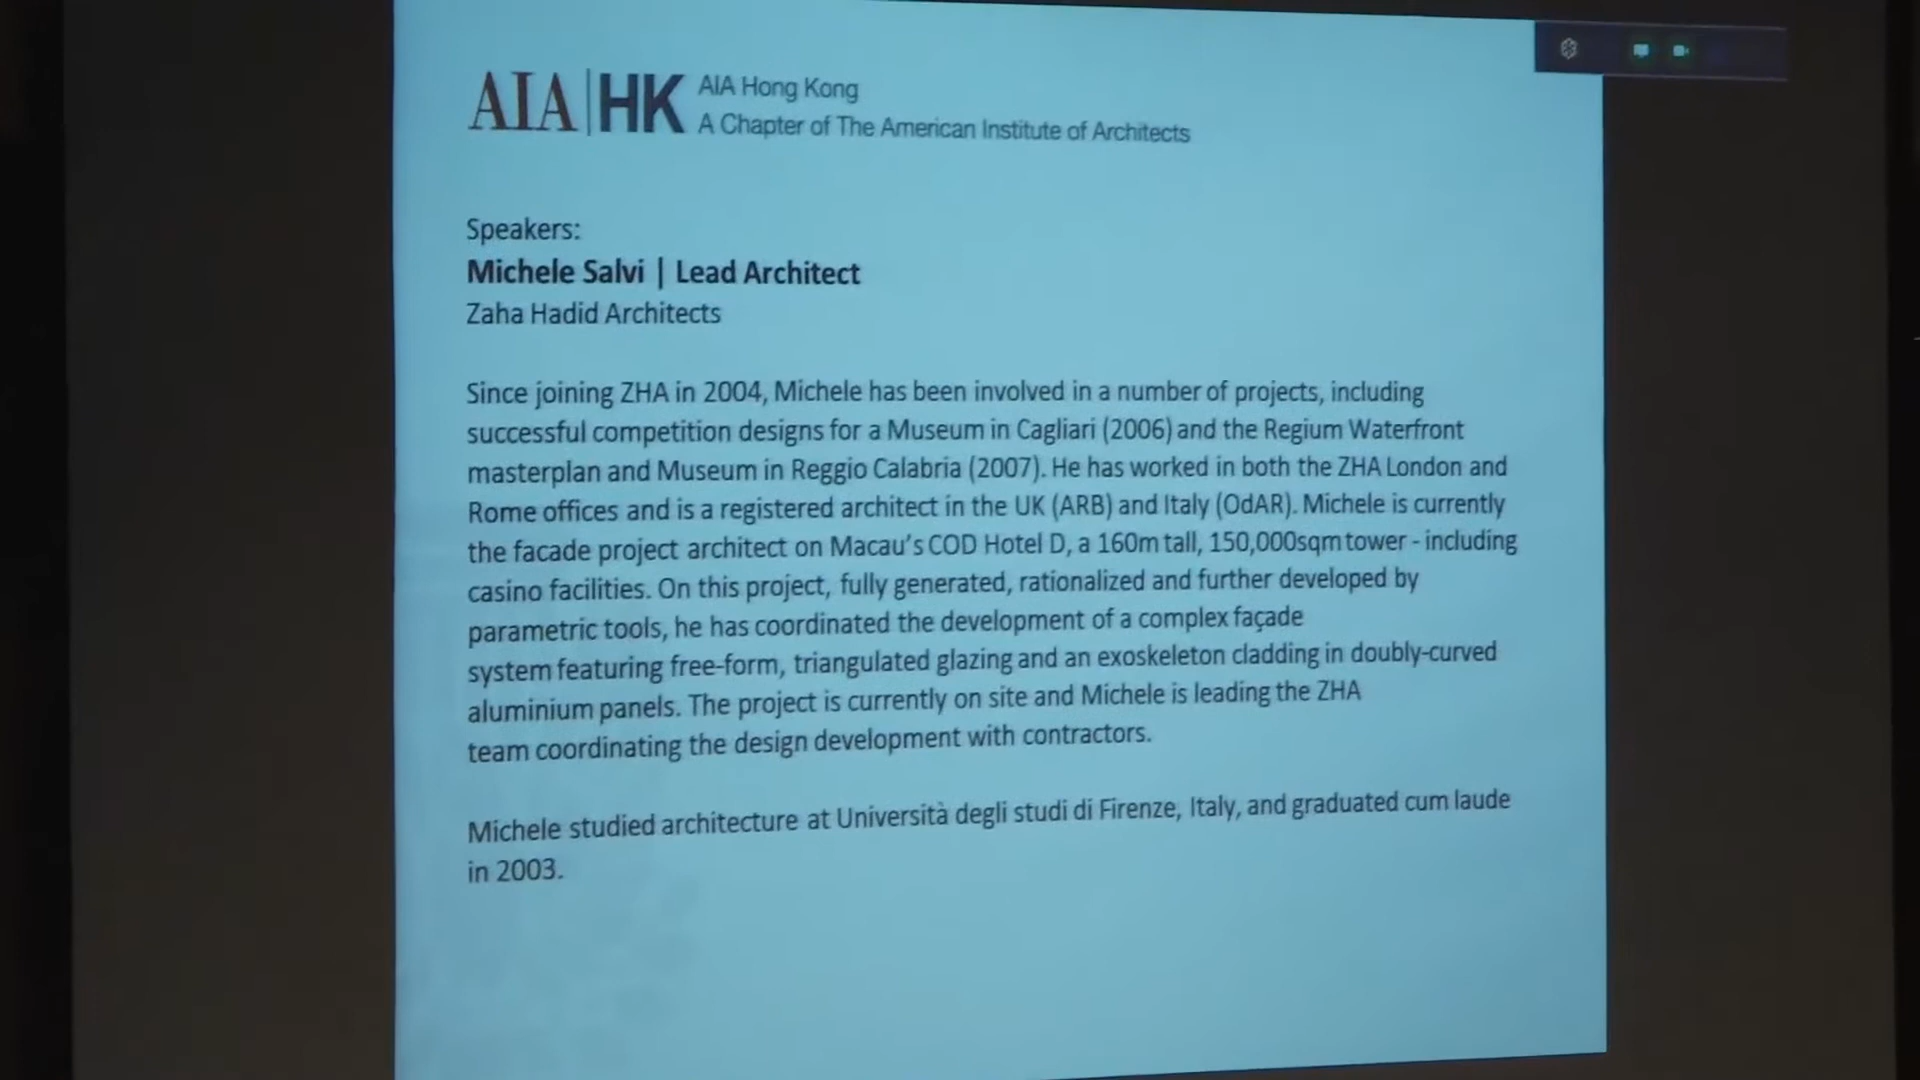 AIA|HK
AIA Hong Kong
A Chapter of The American Institute of Architects
Speakers:
Michele Salvi | Lead Architect
Zaha Hadid Architects
Since joining ZHA in 2004, Michele has been involved in a number of projects, including
successful competition designs for a Museum in Cagliari (2006) and the Regium Waterfront
masterplan and Museum in Reggio Calabria (2007). He has worked in both the ZHA London and
Rome offices and is a registered architect in the UK (ARB) and Italy (OdAR). Michele is currently
the facade project architect on Macau's COD Hotel D, a 160m tall, 150,000sqm tower - including
casino facilities. On this project, fully generated, rationalized and further developed by
parametric tools, he has coordinated the development of a complex façade
system featuring free-form, triangulated glazing and an exoskeleton cladding in doubly-curved
aluminium panels. The project is currently on site and Michele is leading the ZHA
team coordinating the design development with contractors.
Michele studied architecture at Università degli studi di Firenze, Italy, and graduated cum laude
in 2003.